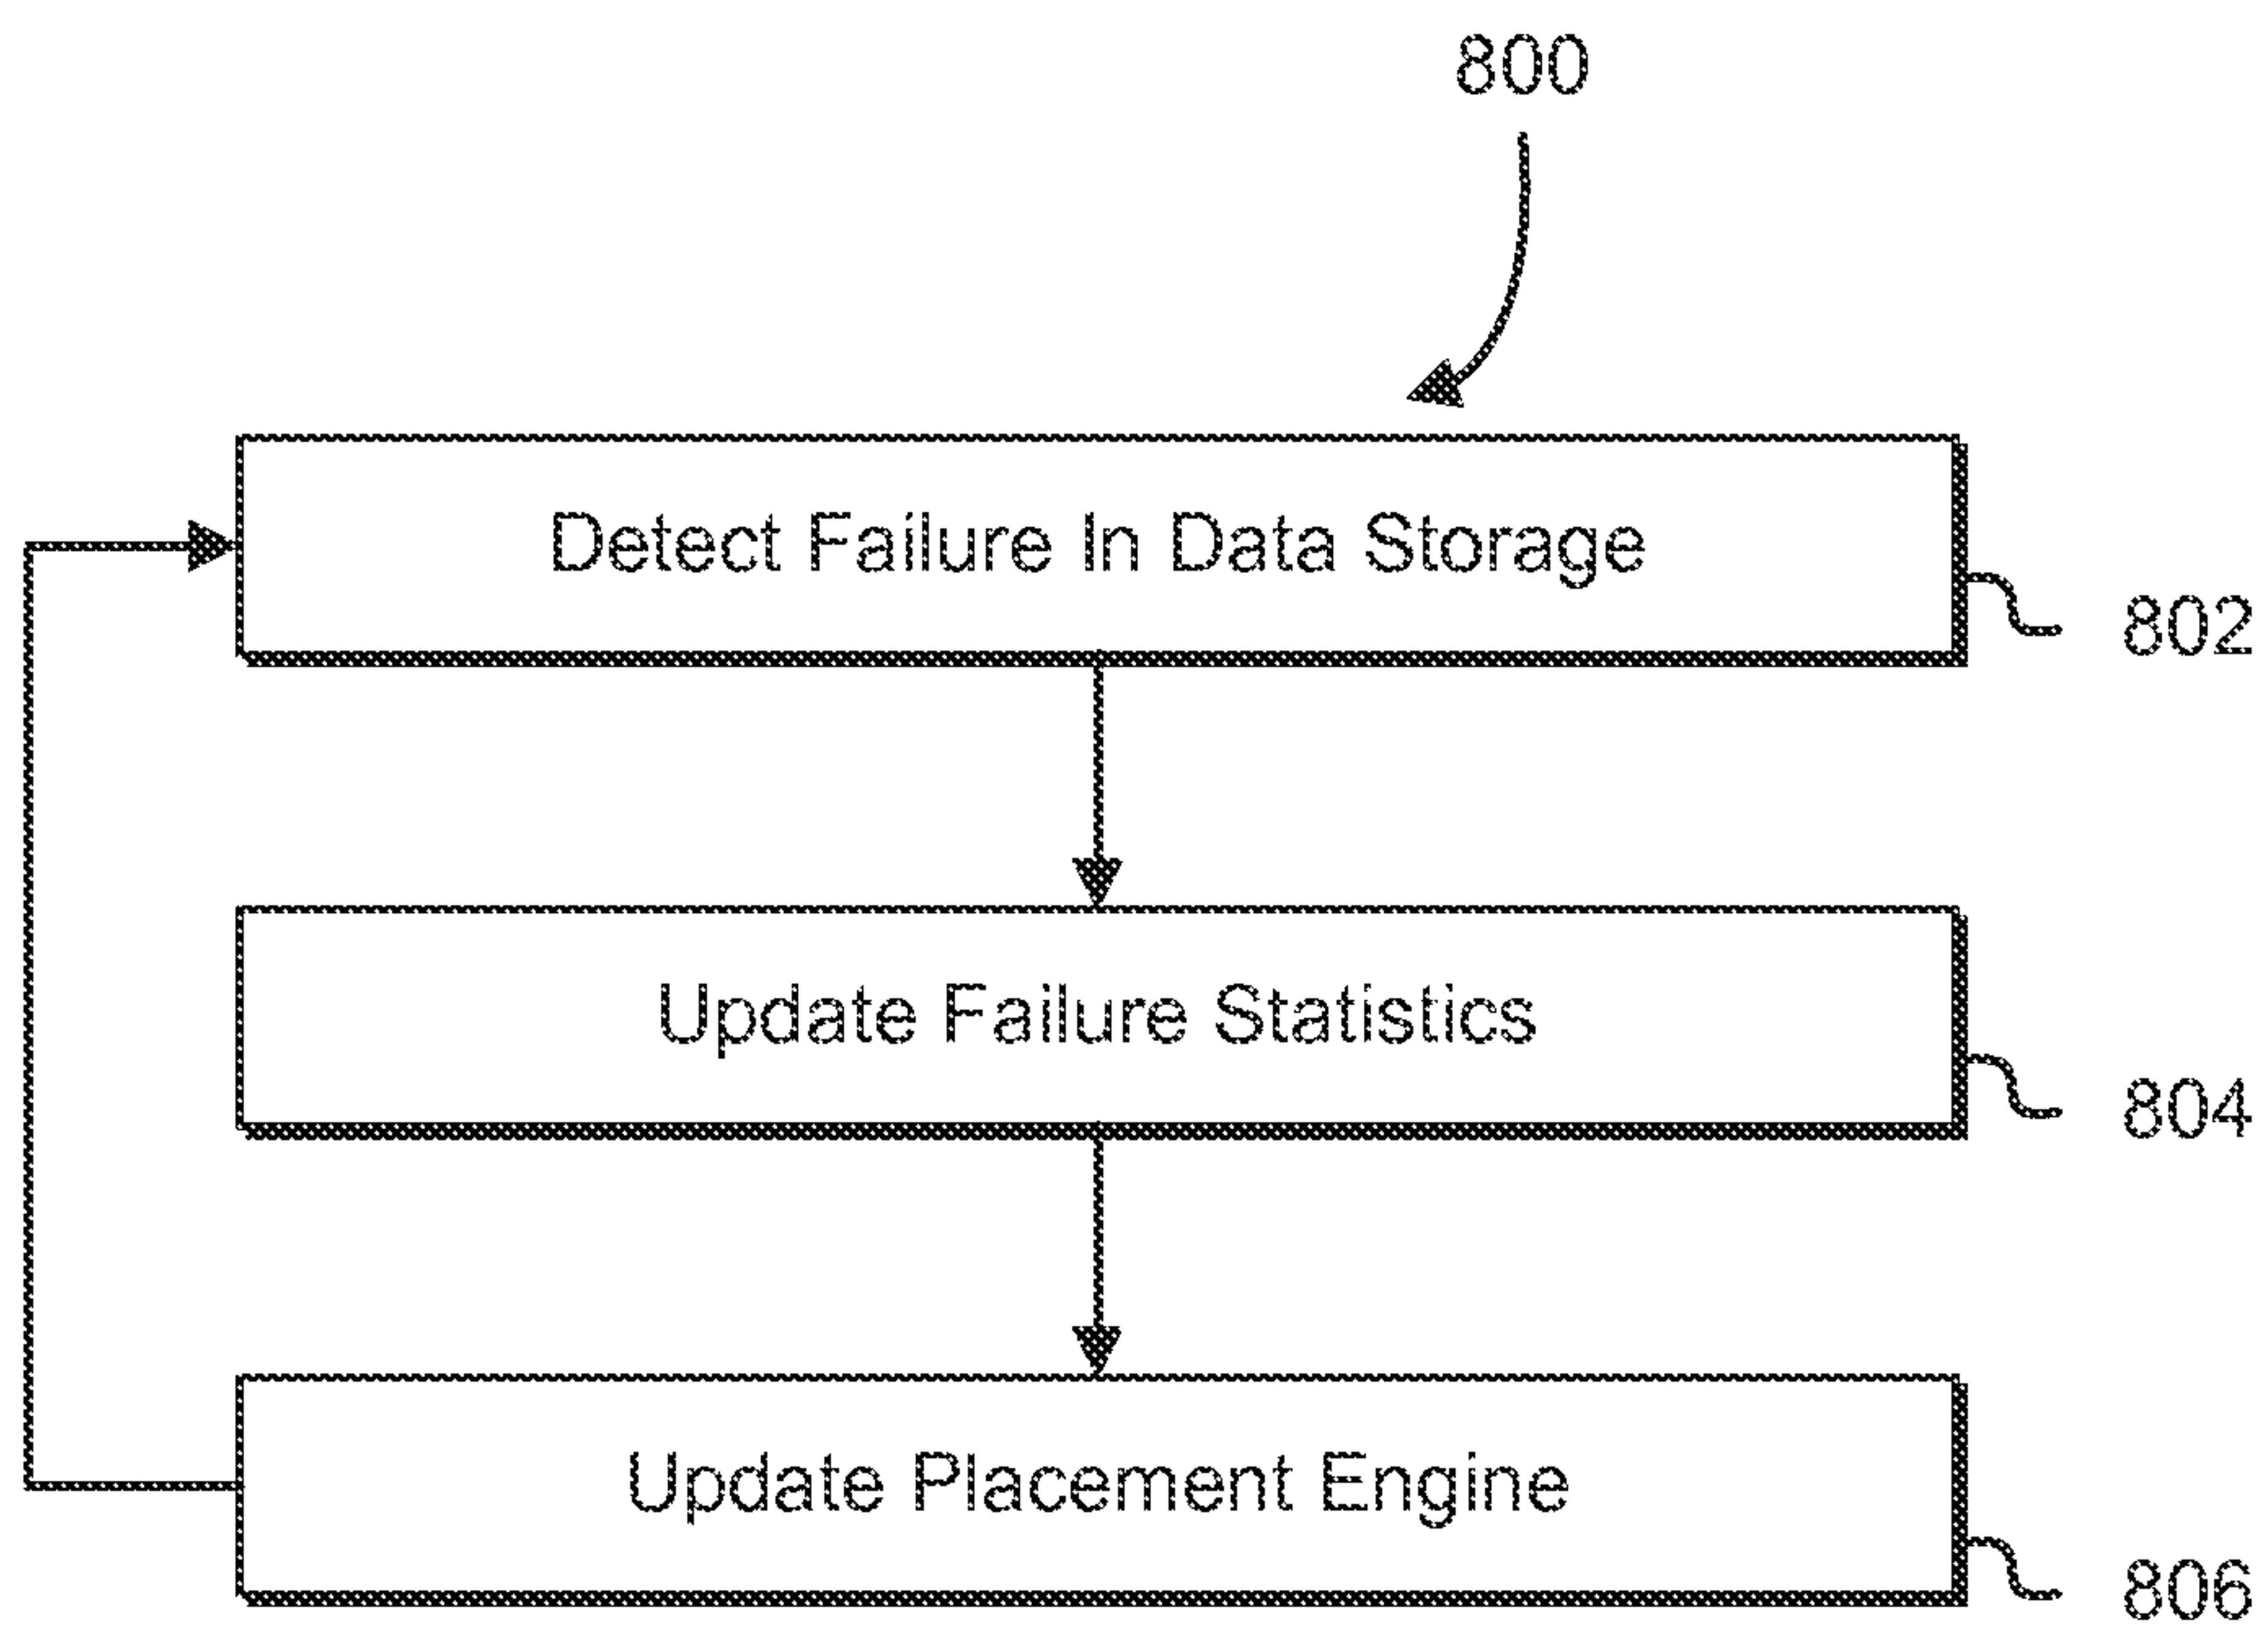 800
Detect Failure In Data Storage
802
Update Failure Statistics
804
Update Placement Engine
806